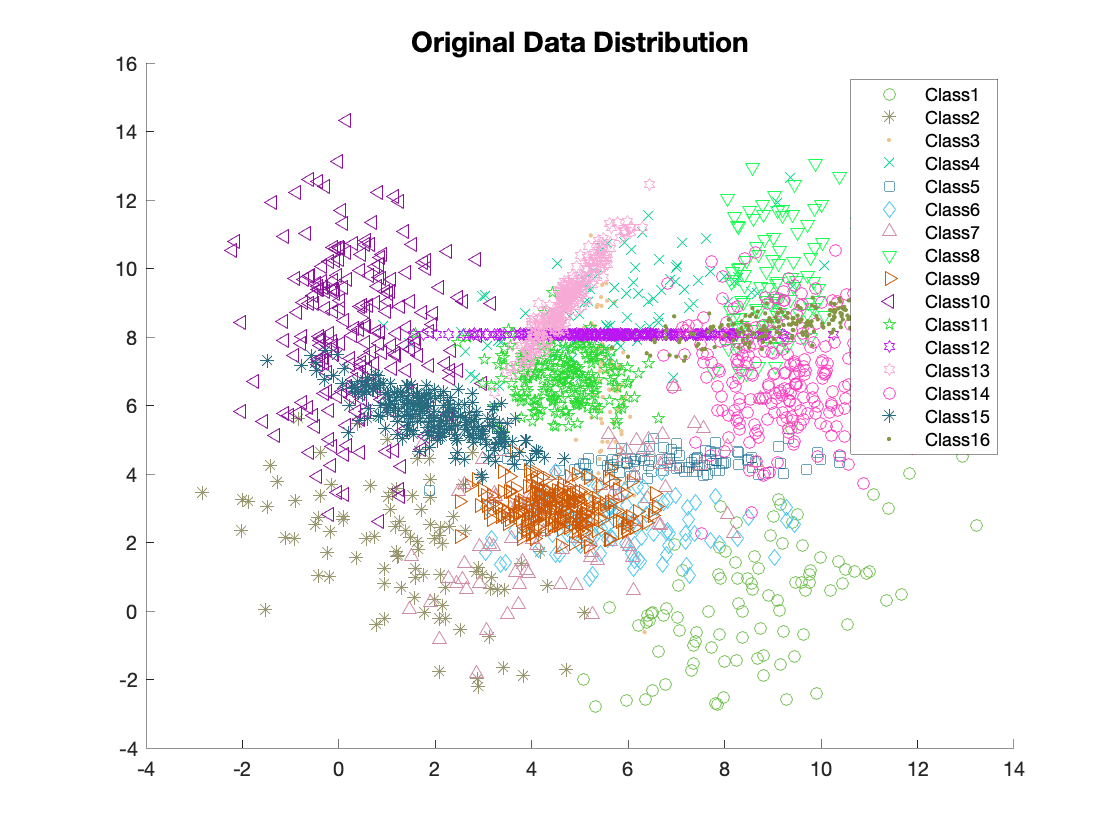 Original Data Distribution
16
14
12
10
8
6
4
2
0
-2
-4
-4
-2
0
2
4
6
8
10
12
14
Class1
Class2
Class3
Class4
Class5
Class6
Class7
Class8
Class9
Class10
Class11
Class12
Class13
Class14
Class15
Class16